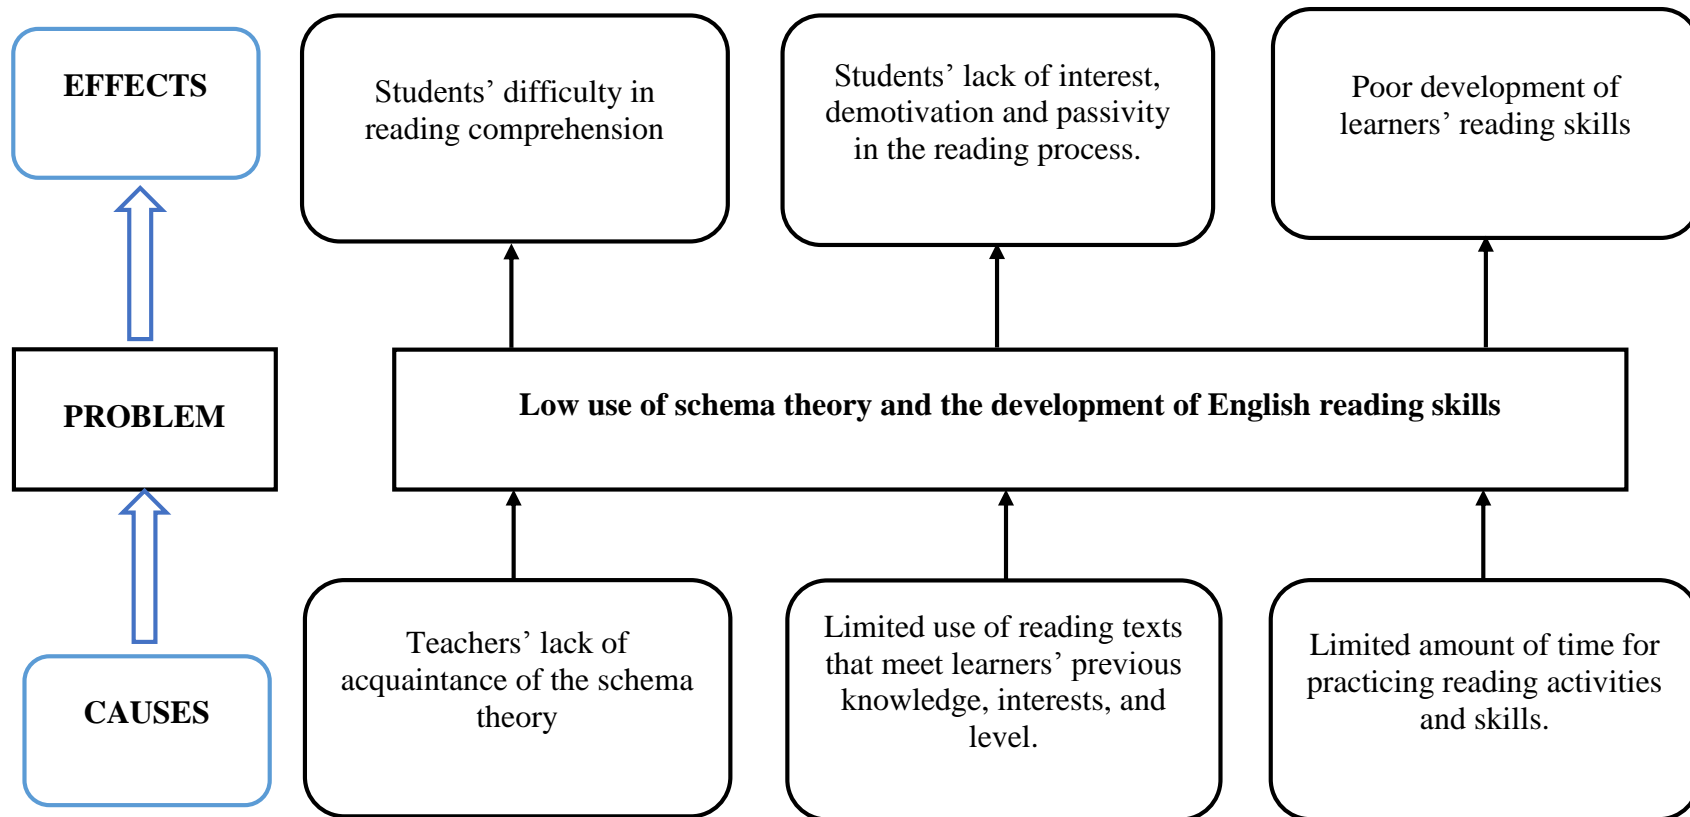 EFFECTS
Students’ difficulty in
reading comprehension
Students’ lack of interest,
demotivation and passivity
in the reading process.
Poor development of
learners’ reading skills
PROBLEM
Low use of schema theory and the development of English reading skills
CAUSES
Teachers’ lack of
acquaintance of the schema
theory
Limited use of reading texts
that meet learners’ previous
knowledge, interests, and
level.
Limited amount of time for
practicing reading activities
and skills.